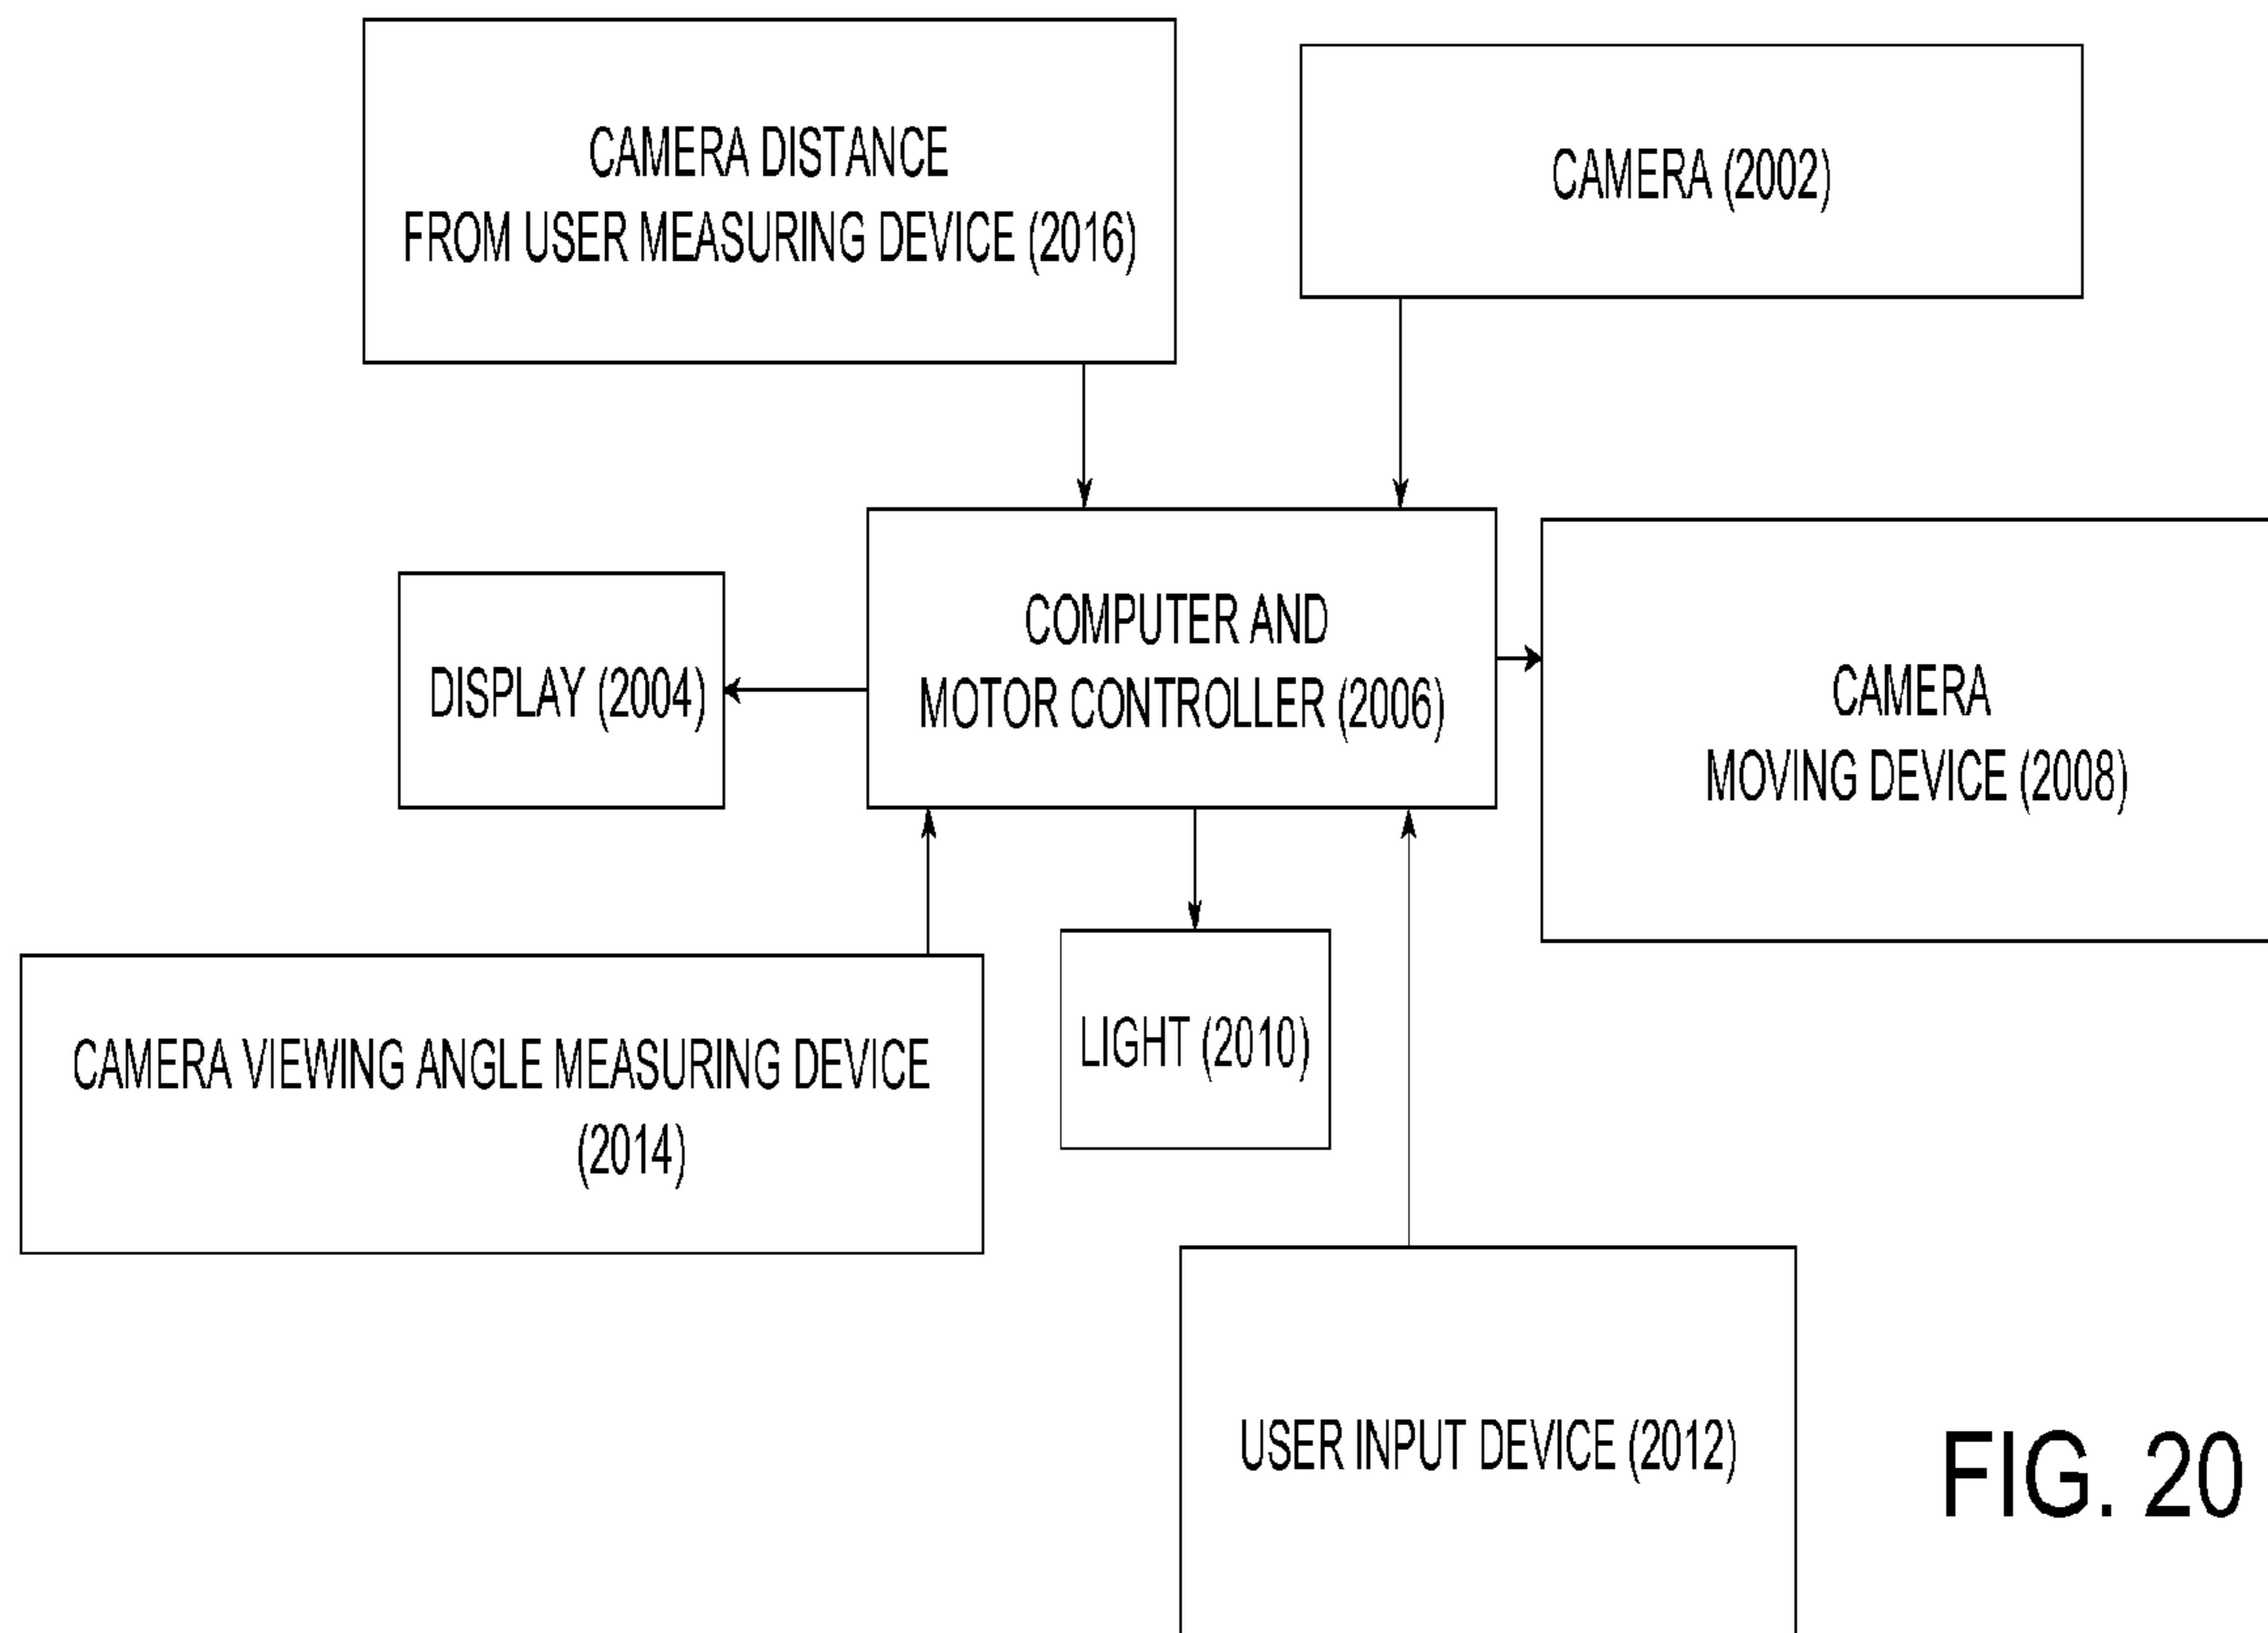 CAMERA DISTANCE
FROM USER MEASURING DEVICE (2016)
CAMERA (2002)
COMPUTER AND
MOTOR CONTROLLER (2006)
DISPLAY (2004)
CAMERA
MOVING DEVICE (2008)
CAMERA VIEWING ANGLE MEASURING DEVICE
(2014)
LIGHT (2010)
USER INPUT DEVICE (2012)
FIG. 20